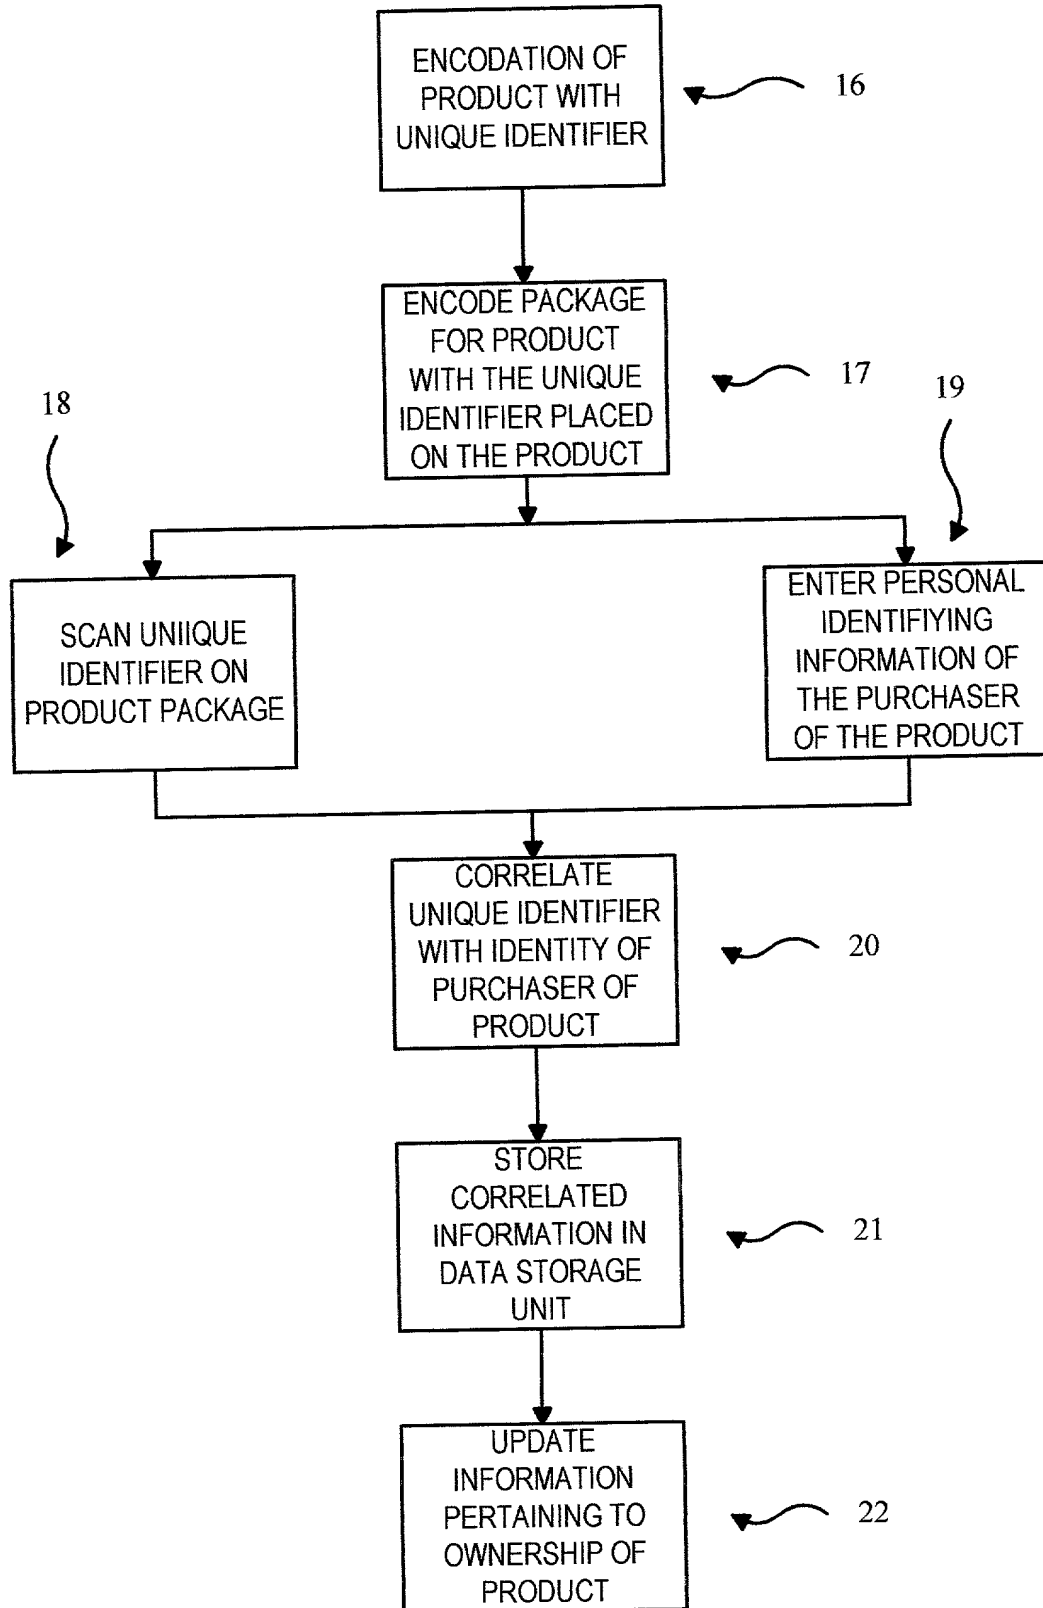 ENCODATION OF
PRODUCT WITH
UNIQUE IDENTIFIER
16
ENCODE PACKAGE
FOR PRODUCT
WITH THE UNIQUE
IDENTIFIER PLACED
ON THE PRODUCT
17
18
19
SCAN UNIIQUE
IDENTIFIER ON
PRODUCT PACKAGE
ENTER PERSONAL
IDENTIFIYING
INFORMATION OF
THE PURCHASER
OF THE PRODUCT
CORRELATE
UNIQUE IDENTIFIER
WITH IDENTITY OF
PURCHASER OF
PRODUCT
20
STORE
CORRELATED
INFORMATION IN
DATA STORAGE
UNIT
21
UPDATE
INFORMATION
PERTAINING TO
OWNERSHIP OF
PRODUCT
22